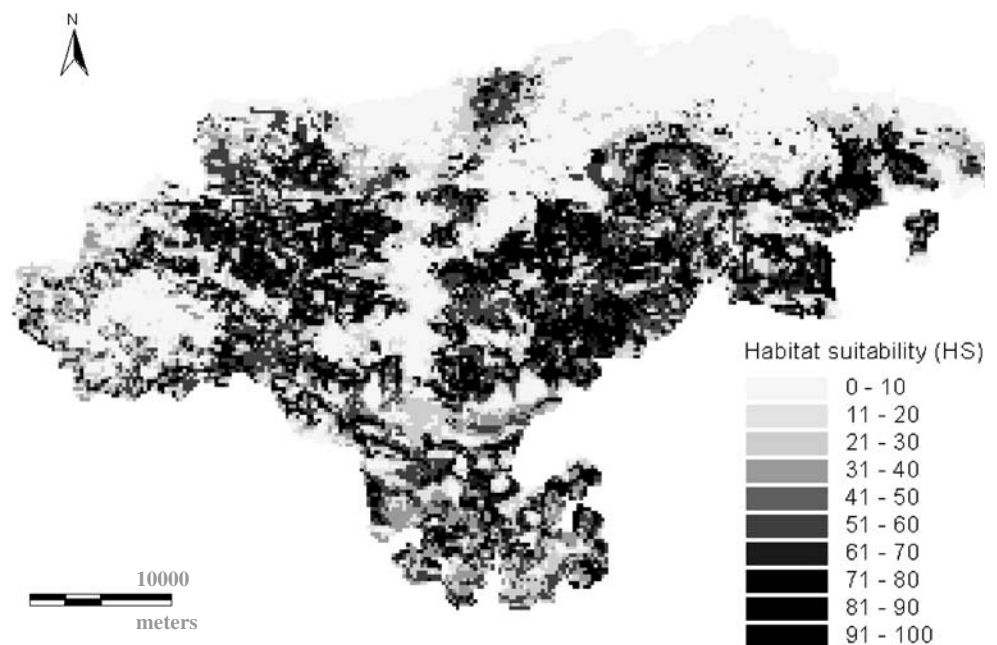 N
Habitat suitability (HS)
0 - 10
11 - 20
21 - 30
31 - 40
41 - 50
51 - 60
61 - 70
71 - 80
81 - 90
91 - 100
10000
meters